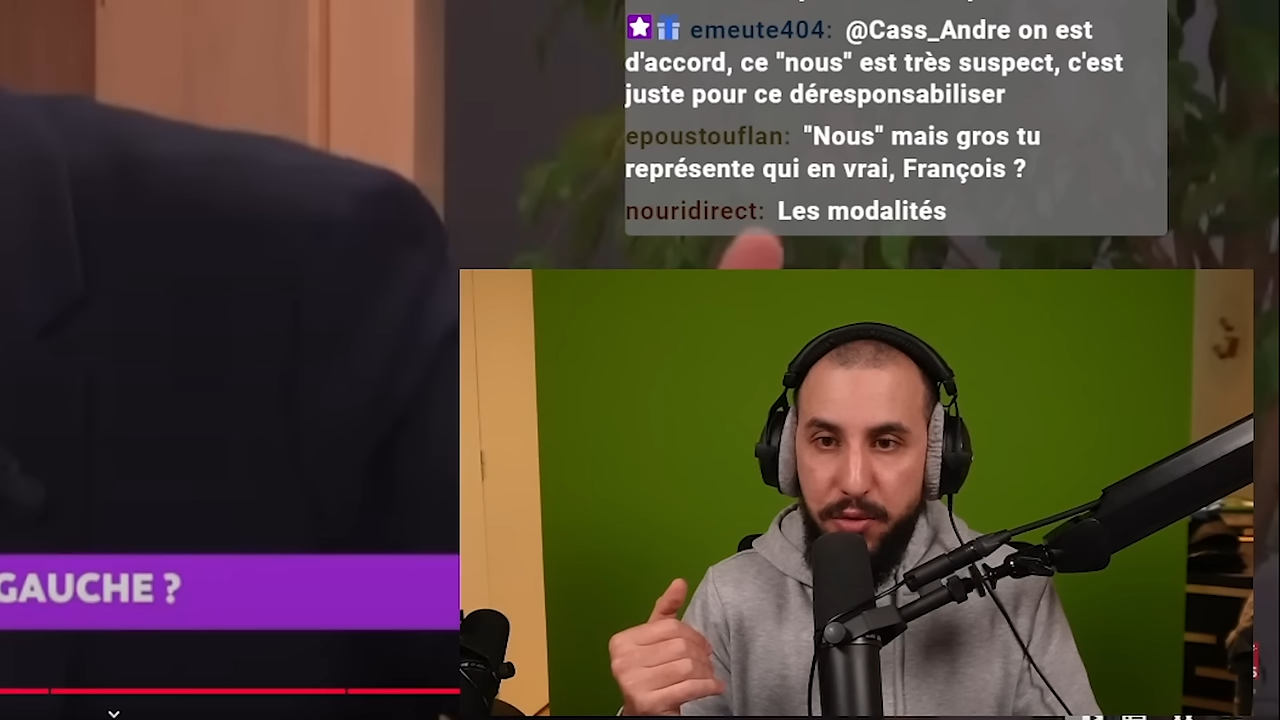 emeute404: @Cass_Andre on est
d'accord, ce "nous" est très suspect, c'est
juste pour ce déresponsabiliser
epoustouflan: "Nous" mais gros tu
représente qui en vrai, François ?
nouridirect: Les modalités
GAUCHE ?